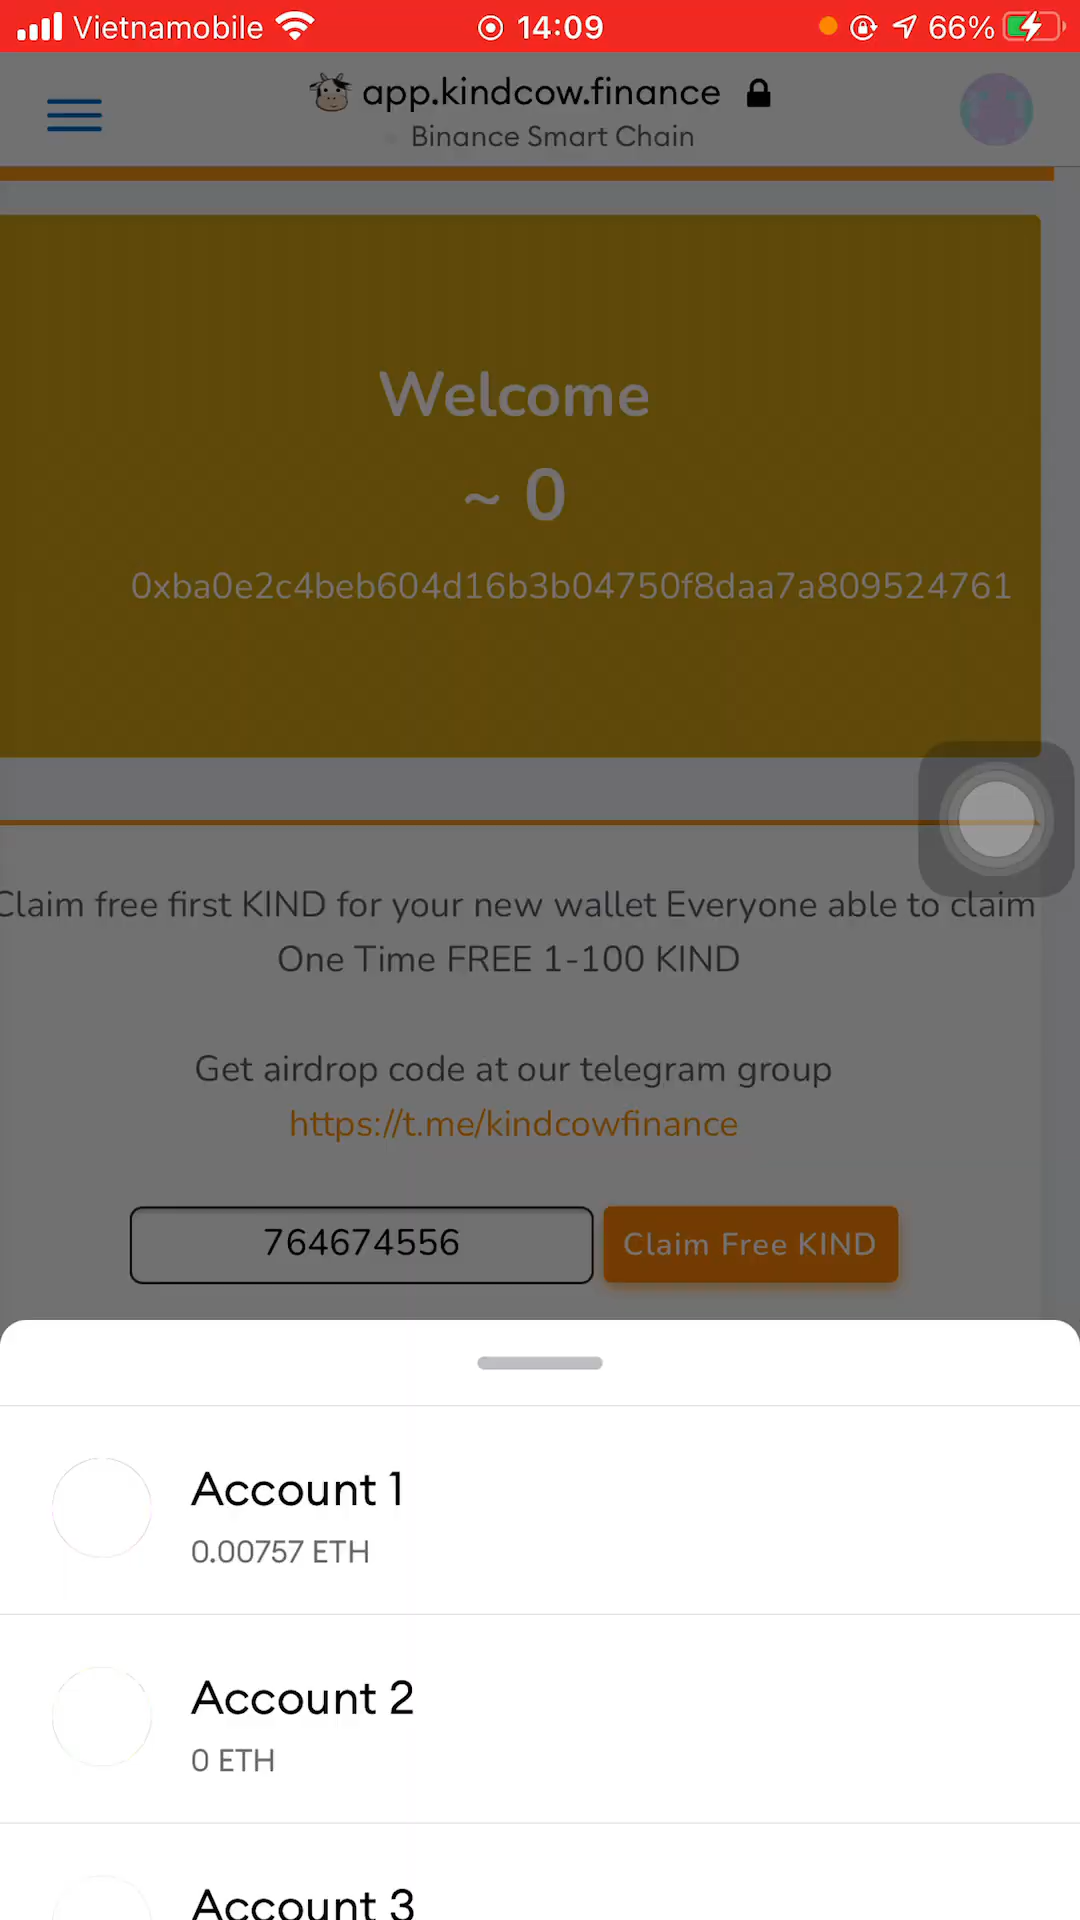 Vietnamobile 14:09 66%
app.kindcow.finance
Binance Smart Chain
Welcome
~ 0
0xba0e2c4beb604d16b3b04750f8daa7a809524761
Claim free first KIND for your new wallet Everyone able to claim
One Time FREE 1-100 KIND
Get airdrop code at our telegram group
https://t.me/kindcowfinance
764674556 Claim Free KIND
Account 1
0.00757 ETH
Account 2
0 ETH
Account 3